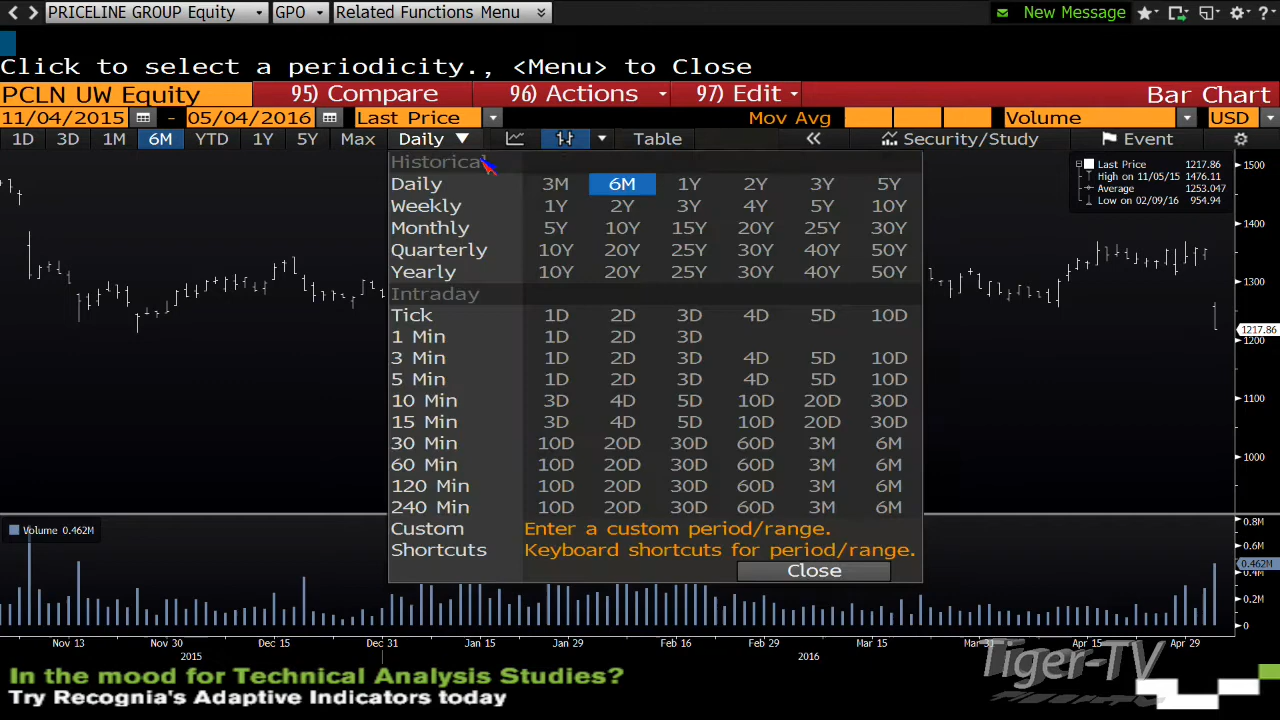 PRICELINE GROUP Equity GPO Related Functions Menu New Message
Click to select a periodicity., <Menu> to Close
PCLN UW Equity 95) Compare 96) Actions 97) Edit Bar Chart
11/04/2015 - 05/04/2016 Last Price Mov Avg Volume USD
1D 3D 1M 6M YTD 1Y 5Y Max Daily ▼ Table « Security/Study Event
Historical
Daily 3M 6M 1Y 2Y 3Y 5Y
Weekly 1Y 2Y 3Y 4Y 5Y 10Y
Monthly 5Y 10Y 15Y 20Y 25Y 30Y
Quarterly 10Y 20Y 25Y 30Y 40Y 50Y
Yearly 10Y 20Y 25Y 30Y 40Y 50Y
Intraday
Tick 1D 2D 3D 4D 5D 10D
1 Min 1D 2D 3D
3 Min 1D 2D 3D 4D 5D 10D
5 Min 1D 2D 3D 4D 5D 10D
10 Min 3D 4D 5D 10D 20D 30D
15 Min 3D 4D 5D 10D 20D 30D
30 Min 10D 20D 30D 60D 3M 6M
60 Min 10D 20D 30D 60D 3M 6M
120 Min 10D 20D 30D 60D 3M 6M
240 Min 10D 20D 30D 60D 3M 6M
Custom Enter a custom period/range.
Shortcuts Keyboard shortcuts for period/range.
Close
Last Price 1217.86
High on 11/05/15 1476.11
Average 1253.047
Low on 02/09/16 954.94
1500
1400
1300
1217.86
1200
1000
Volume 0.462M
0.8M
0.6M
0.462M
0.4M
0.2M
0
Nov 13 Nov 30 Dec 15 Dec 31 Jan 15 Jan 29 Feb 16 Feb 29 Mar 15 Mar 31 Apr 15 Apr 29
2015 2016
In the mood for Technical Analysis Studies?
Try Recognia's Adaptive Indicators today
Tiger-TV